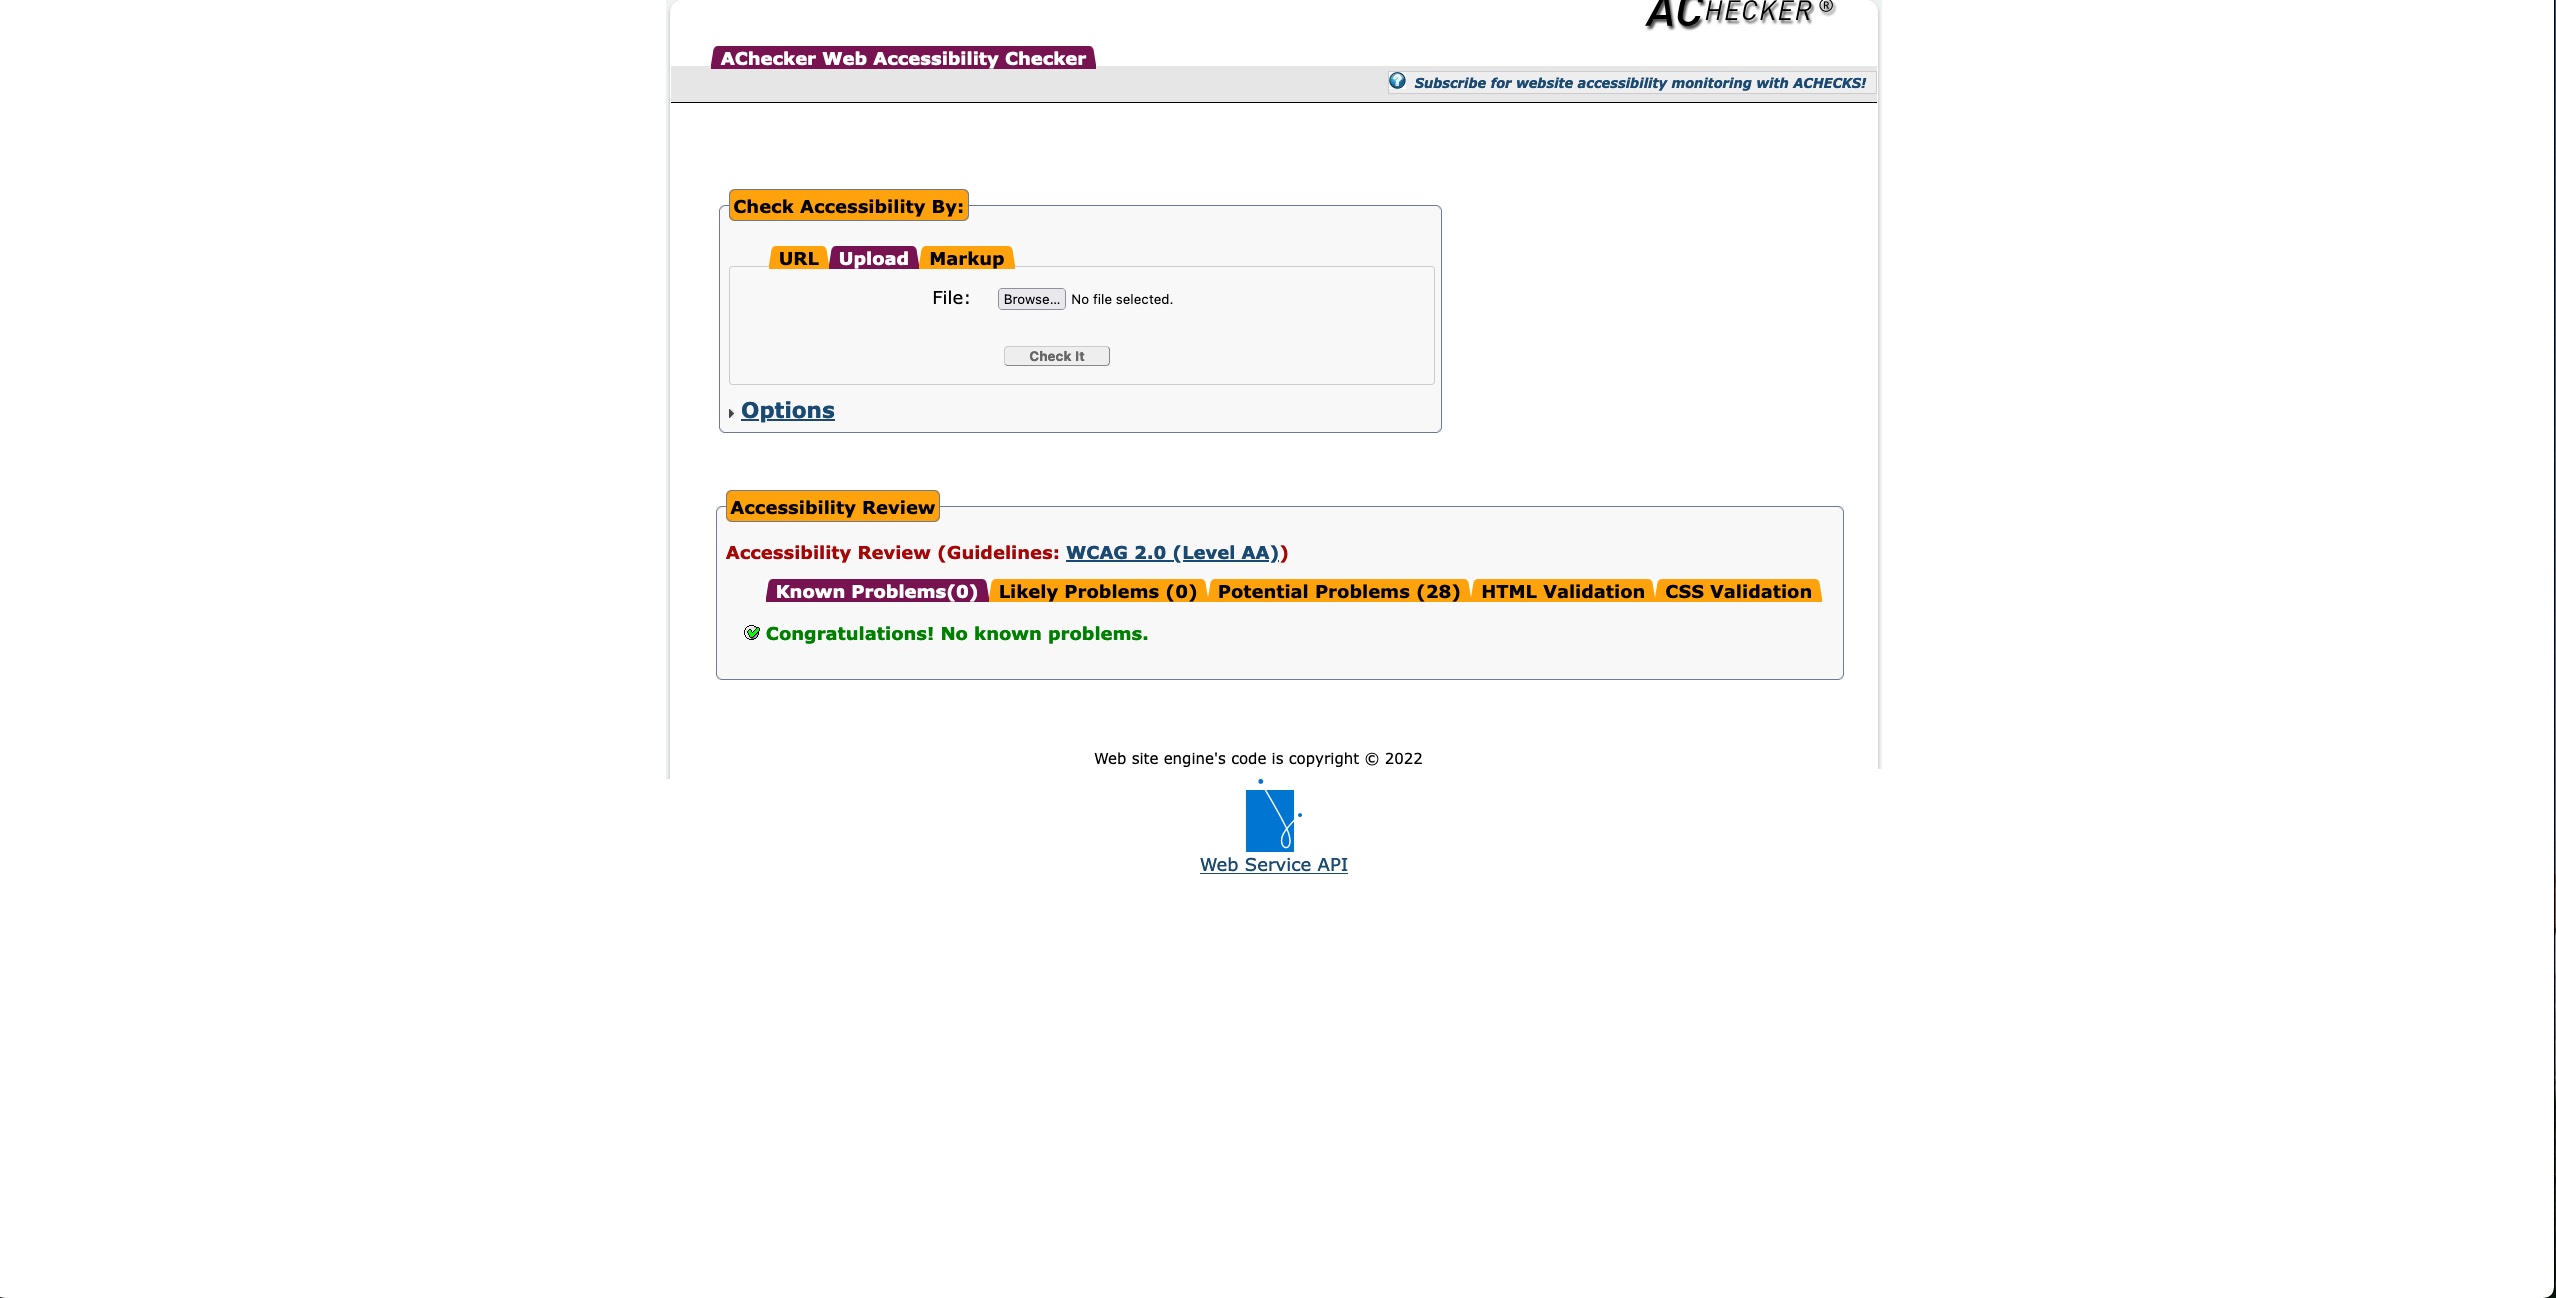 ACHECKER ®
AChecker Web Accessibility Checker
Subscribe for website accessibility monitoring with ACHECKS!
Check Accessibility By:
URL Upload Markup
File: Browse... No file selected.
Check It
Options
Accessibility Review
Accessibility Review (Guidelines: WCAG 2.0 (Level AA))
Known Problems(0) Likely Problems (0) Potential Problems (28) HTML Validation CSS Validation
Congratulations! No known problems.
Web site engine's code is copyright © 2022
Web Service API